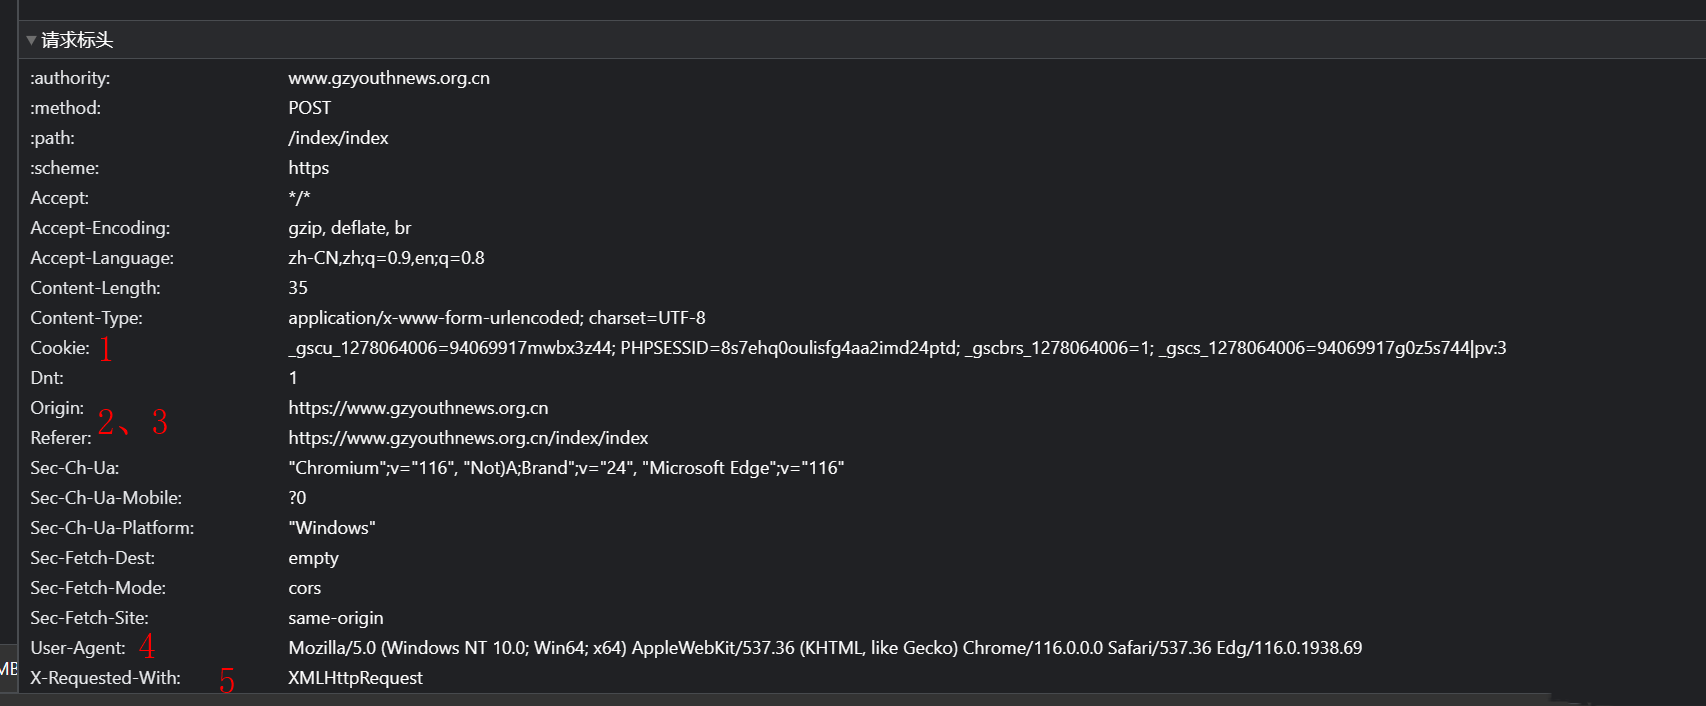 请求标头
:authority: www.gzyouthnews.org.cn
:method: POST
:path: /index/index
:scheme: https
Accept: */*
Accept-Encoding: gzip, deflate, br
Accept-Language: zh-CN,zh;q=0.9,en;q=0.8
Content-Length: 35
Content-Type: application/x-www-form-urlencoded; charset=UTF-8
Cookie: 1 _gscu_1278064006=94069917mwbx3z44; PHPSESSID=8s7ehq0oulisfg4aa2imd24ptd; _gscbrs_1278064006=1; _gscs_1278064006=94069917g0z5s744|pv:3
Dnt: 1
Origin: https://www.gzyouthnews.org.cn
2、3
Referer: https://www.gzyouthnews.org.cn/index/index
Sec-Ch-Ua: "Chromium";v="116", "Not)A;Brand";v="24", "Microsoft Edge";v="116"
Sec-Ch-Ua-Mobile: ?0
Sec-Ch-Ua-Platform: "Windows"
Sec-Fetch-Dest: empty
Sec-Fetch-Mode: cors
Sec-Fetch-Site: same-origin
User-Agent: 4 Mozilla/5.0 (Windows NT 10.0; Win64; x64) AppleWebKit/537.36 (KHTML, like Gecko) Chrome/116.0.0.0 Safari/537.36 Edg/116.0.1938.69
MB
X-Requested-With: 5 XMLHttpRequest